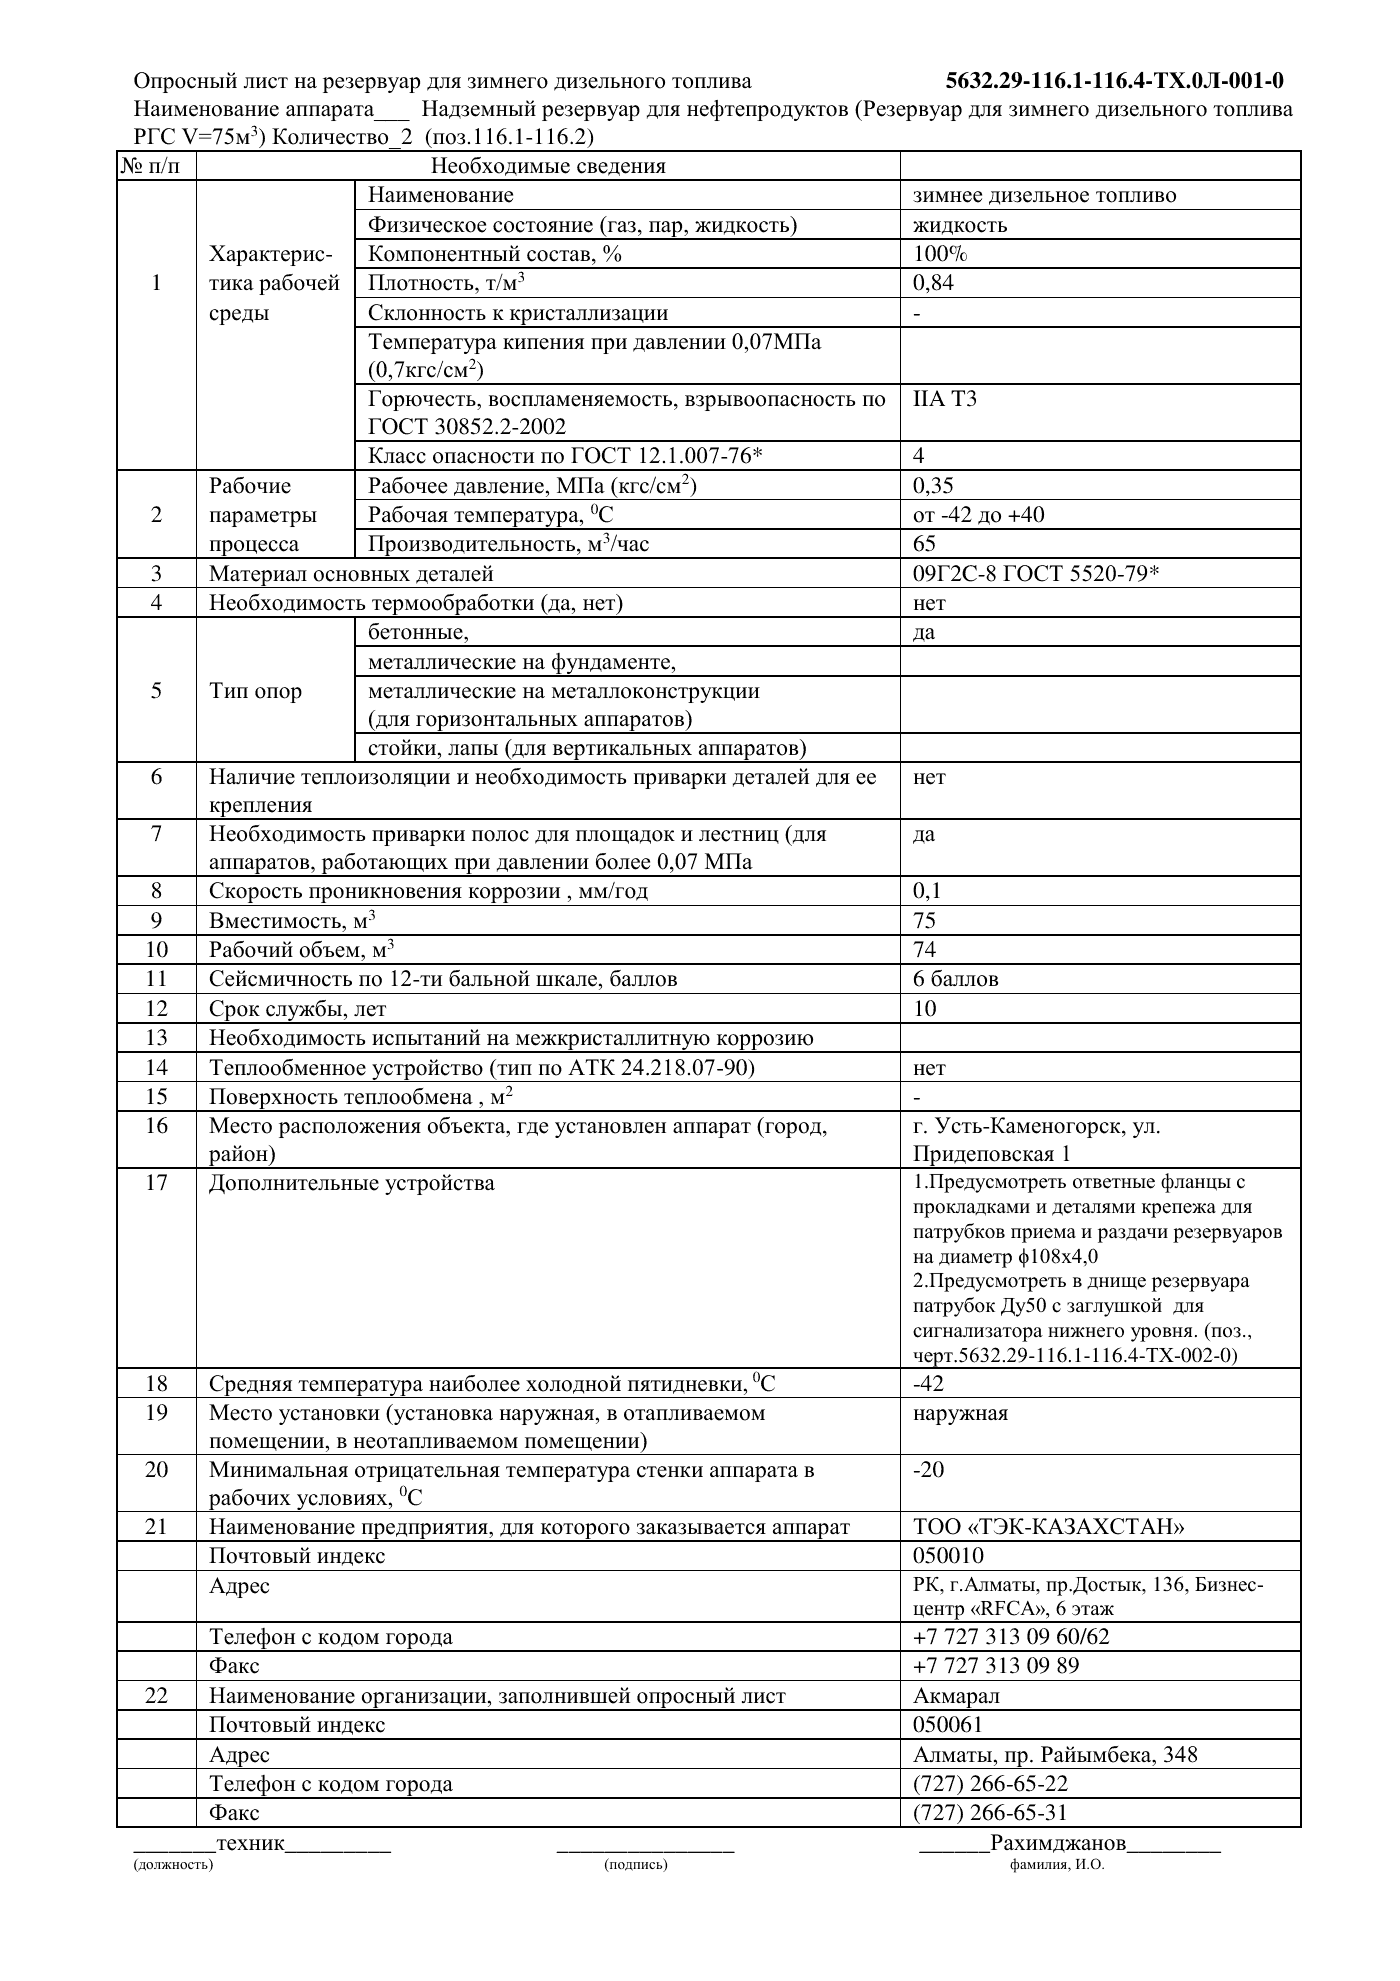 Опросный лист на резервуар для зимнего дизельного топлива 5632.29-116.1-116.4-ТХ.0Л-001-0
Наименование аппарата___ Надземный резервуар для нефтепродуктов (Резервуар для зимнего дизельного топлива
РГС V=75м³) Количество_2 (поз.116.1-116.2)
№ п/п Необходимые сведения
Наименование зимнее дизельное топливо
Физическое состояние (газ, пар, жидкость) жидкость
Характерис- Компонентный состав, % 100%
1 тика рабочей Плотность, т/м³ 0,84
среды Склонность к кристаллизации -
Температура кипения при давлении 0,07МПа
(0,7кгс/см²)
Горючесть, воспламеняемость, взрывоопасность по IIA T3
ГОСТ 30852.2-2002
Класс опасности по ГОСТ 12.1.007-76* 4
Рабочие Рабочее давление, МПа (кгс/см²) 0,35
2 параметры Рабочая температура, ⁰С от -42 до +40
процесса Производительность, м³/час 65
3 Материал основных деталей 09Г2С-8 ГОСТ 5520-79*
4 Необходимость термообработки (да, нет) нет
бетонные, да
металлические на фундаменте,
5 Тип опор металлические на металлоконструкции
(для горизонтальных аппаратов)
стойки, лапы (для вертикальных аппаратов)
6 Наличие теплоизоляции и необходимость приварки деталей для ее нет
крепления
7 Необходимость приварки полос для площадок и лестниц (для да
аппаратов, работающих при давлении более 0,07 МПа
8 Скорость проникновения коррозии , мм/год 0,1
9 Вместимость, м³ 75
10 Рабочий объем, м³ 74
11 Сейсмичность по 12-ти бальной шкале, баллов 6 баллов
12 Срок службы, лет 10
13 Необходимость испытаний на межкристаллитную коррозию
14 Теплообменное устройство (тип по АТК 24.218.07-90) нет
15 Поверхность теплообмена , м² -
16 Место расположения объекта, где установлен аппарат (город, г. Усть-Каменогорск, ул.
район) Придеповская 1
17 Дополнительные устройства 1.Предусмотреть ответные фланцы с
прокладками и деталями крепежа для
патрубков приема и раздачи резервуаров
на диаметр ф108х4,0
2.Предусмотреть в днище резервуара
патрубок Ду50 с заглушкой для
сигнализатора нижнего уровня. (поз.,
черт.5632.29-116.1-116.4-ТХ-002-0)
18 Средняя температура наиболее холодной пятидневки, ⁰С -42
19 Место установки (установка наружная, в отапливаемом наружная
помещении, в неотапливаемом помещении)
20 Минимальная отрицательная температура стенки аппарата в -20
рабочих условиях, ⁰С
21 Наименование предприятия, для которого заказывается аппарат ТОО «ТЭК-КАЗАХСТАН»
Почтовый индекс 050010
Адрес РК, г.Алматы, пр.Достык, 136, Бизнес-
центр «RFCA», 6 этаж
Телефон с кодом города +7 727 313 09 60/62
Факс +7 727 313 09 89
22 Наименование организации, заполнившей опросный лист Акмарал
Почтовый индекс 050061
Адрес Алматы, пр. Райымбека, 348
Телефон с кодом города (727) 266-65-22
Факс (727) 266-65-31
_______техник_________ _______________ ______Рахимджанов________
(должность) (подпись) фамилия, И.О.